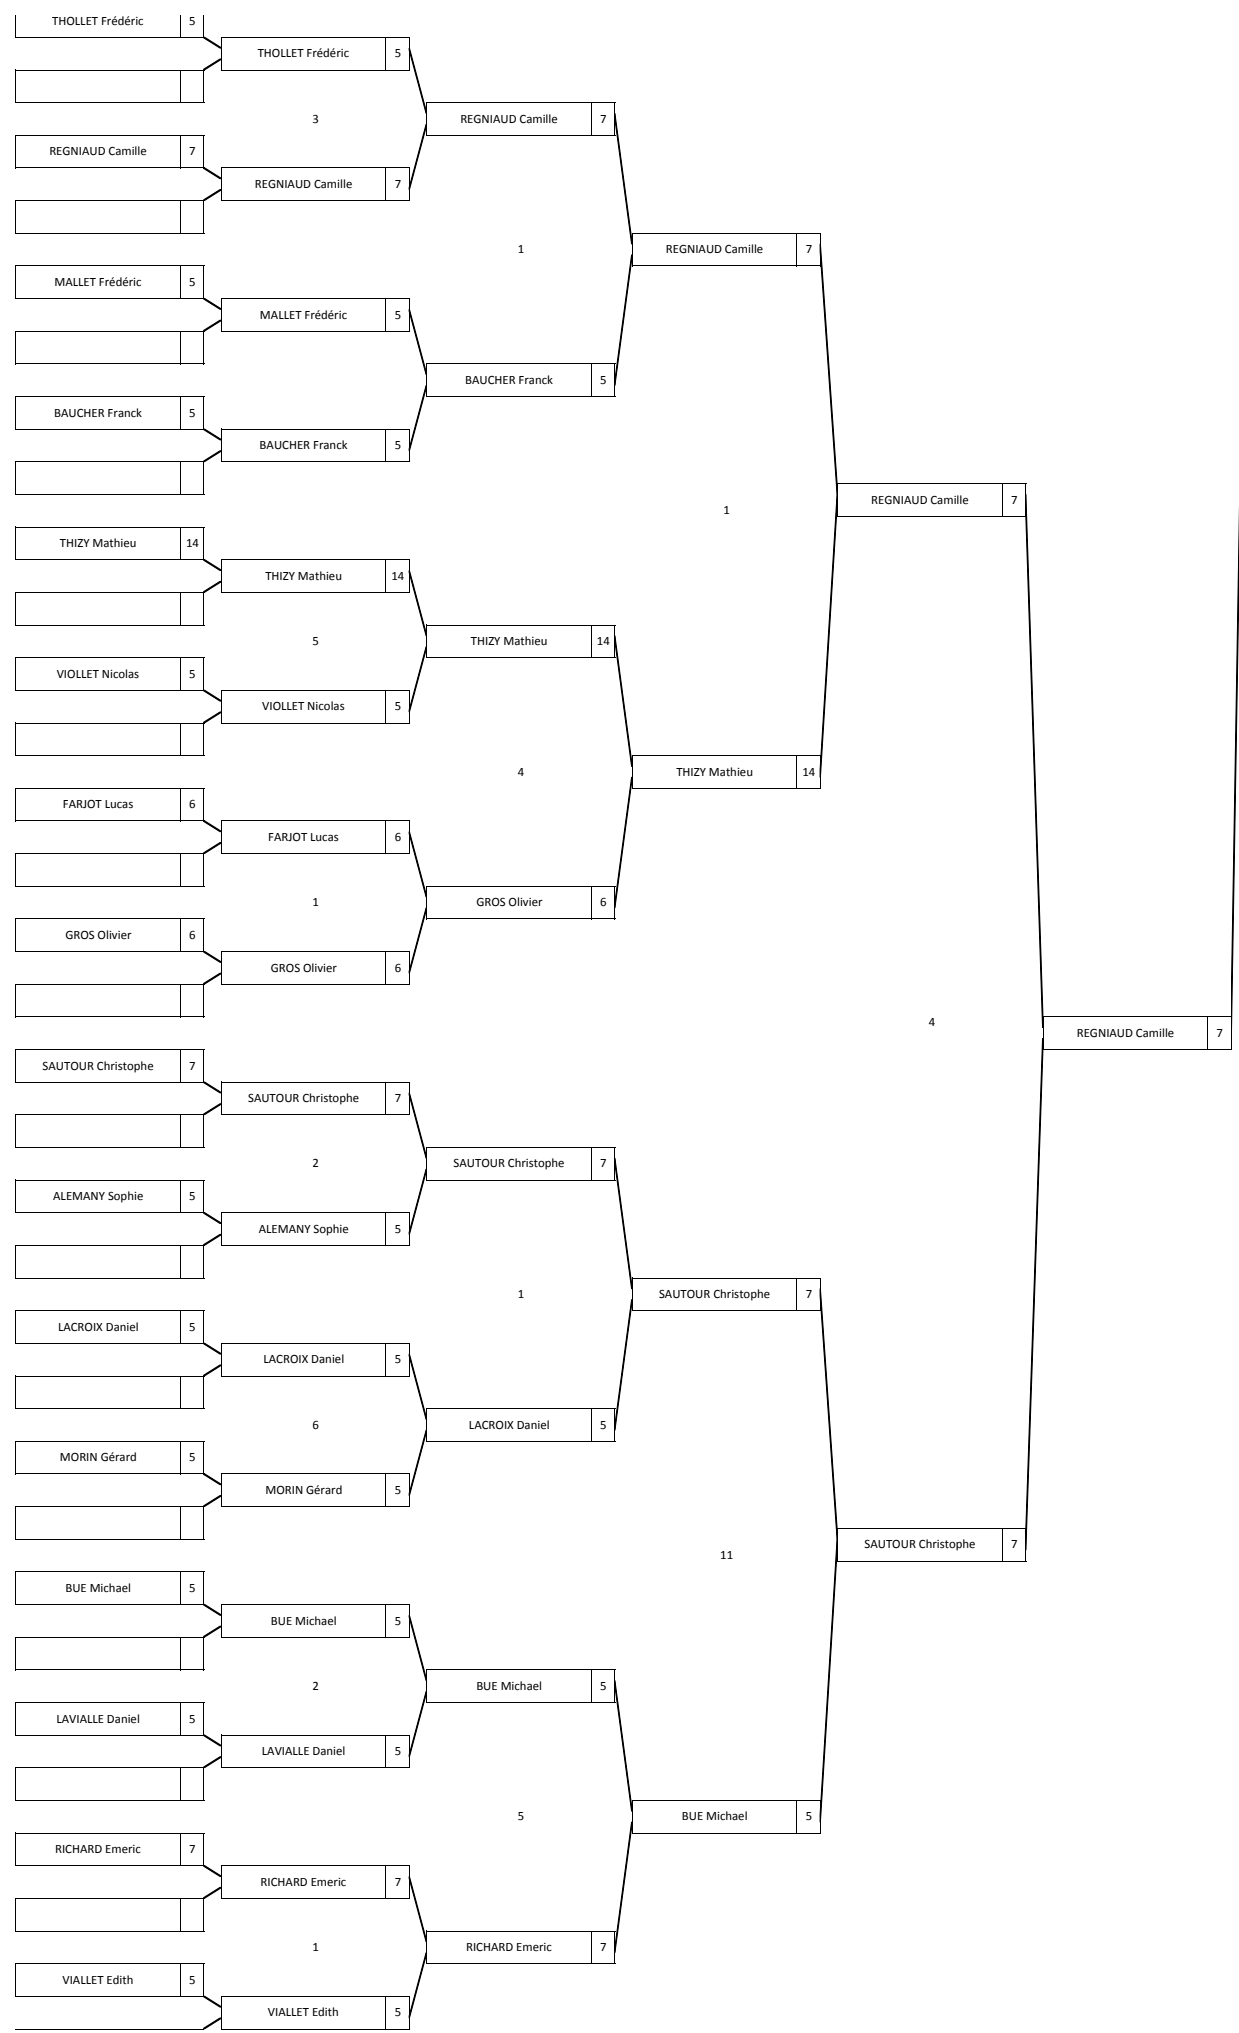 THOLLET Frédéric 5
THOLLET Frédéric 5
3
REGNIAUD Camille 7
REGNIAUD Camille 7
REGNIAUD Camille 7
1
REGNIAUD Camille 7
MALLET Frédéric 5
MALLET Frédéric 5
BAUCHER Franck 5
BAUCHER Franck 5
BAUCHER Franck 5
1
REGNIAUD Camille 7
THIZY Mathieu 14
THIZY Mathieu 14
5
THIZY Mathieu 14
VIOLLET Nicolas 5
VIOLLET Nicolas 5
4
THIZY Mathieu 14
FARJOT Lucas 6
FARJOT Lucas 6
1
GROS Olivier 6
GROS Olivier 6
GROS Olivier 6
4
REGNIAUD Camille 7
SAUTOUR Christophe 7
SAUTOUR Christophe 7
2
SAUTOUR Christophe 7
ALEMANY Sophie 5
ALEMANY Sophie 5
1
SAUTOUR Christophe 7
LACROIX Daniel 5
LACROIX Daniel 5
6
LACROIX Daniel 5
MORIN Gérard 5
MORIN Gérard 5
11
SAUTOUR Christophe 7
BUE Michael 5
BUE Michael 5
2
BUE Michael 5
LAVIALLE Daniel 5
LAVIALLE Daniel 5
5
BUE Michael 5
RICHARD Emeric 7
RICHARD Emeric 7
1
RICHARD Emeric 7
VIALLET Edith 5
VIALLET Edith 5